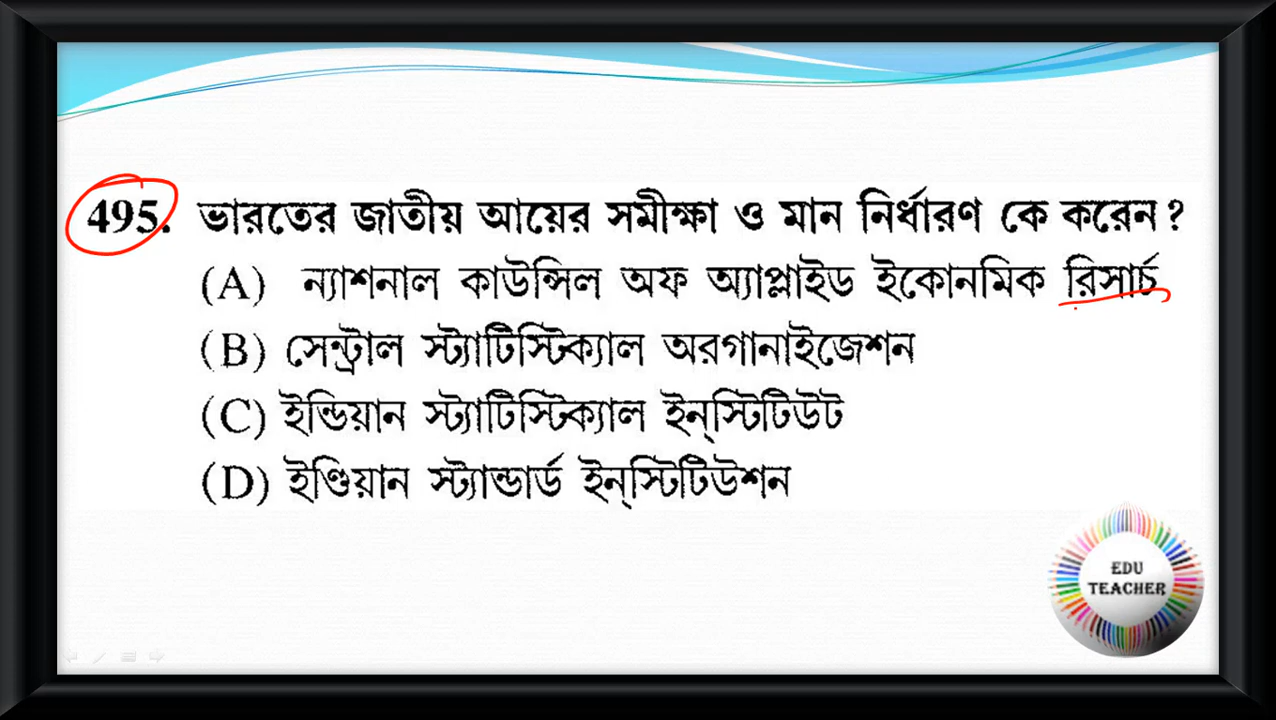 495. ভারতের জাতীয় আয়ের সমীক্ষা ও মান নির্ধারণ কে করেন?
(A) ন্যাশনাল কাউন্সিল অফ অ্যাপ্লাইড ইকোনমিক রিসার্চ
(B) সেন্ট্রাল স্ট্যাটিস্টিক্যাল অরগানাইজেশন
(C) ইন্ডিয়ান স্ট্যাটিস্টিক্যাল ইন্‌স্টিটিউট
(D) ইণ্ডিয়ান স্ট্যান্ডার্ড ইন্‌স্টিটিউশন
EDU
TEACHER